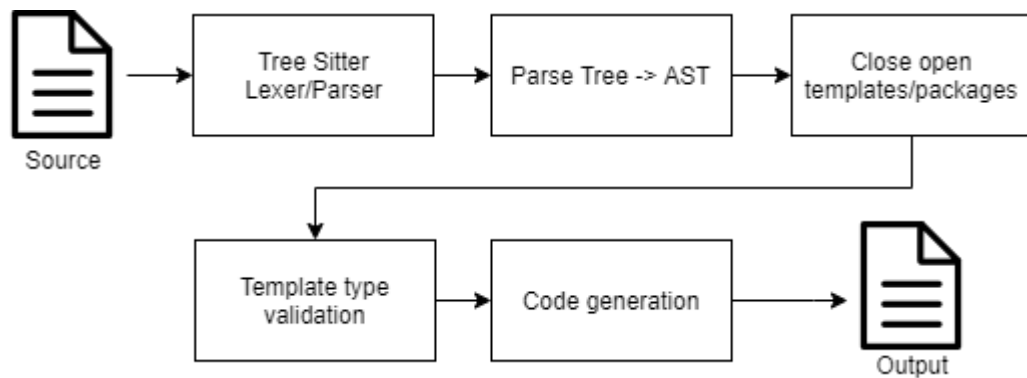 Tree Sitter
Lexer/Parser
Parse Tree -> AST
Close open
templates/packages
Source
Template type
validation
Code generation
Output